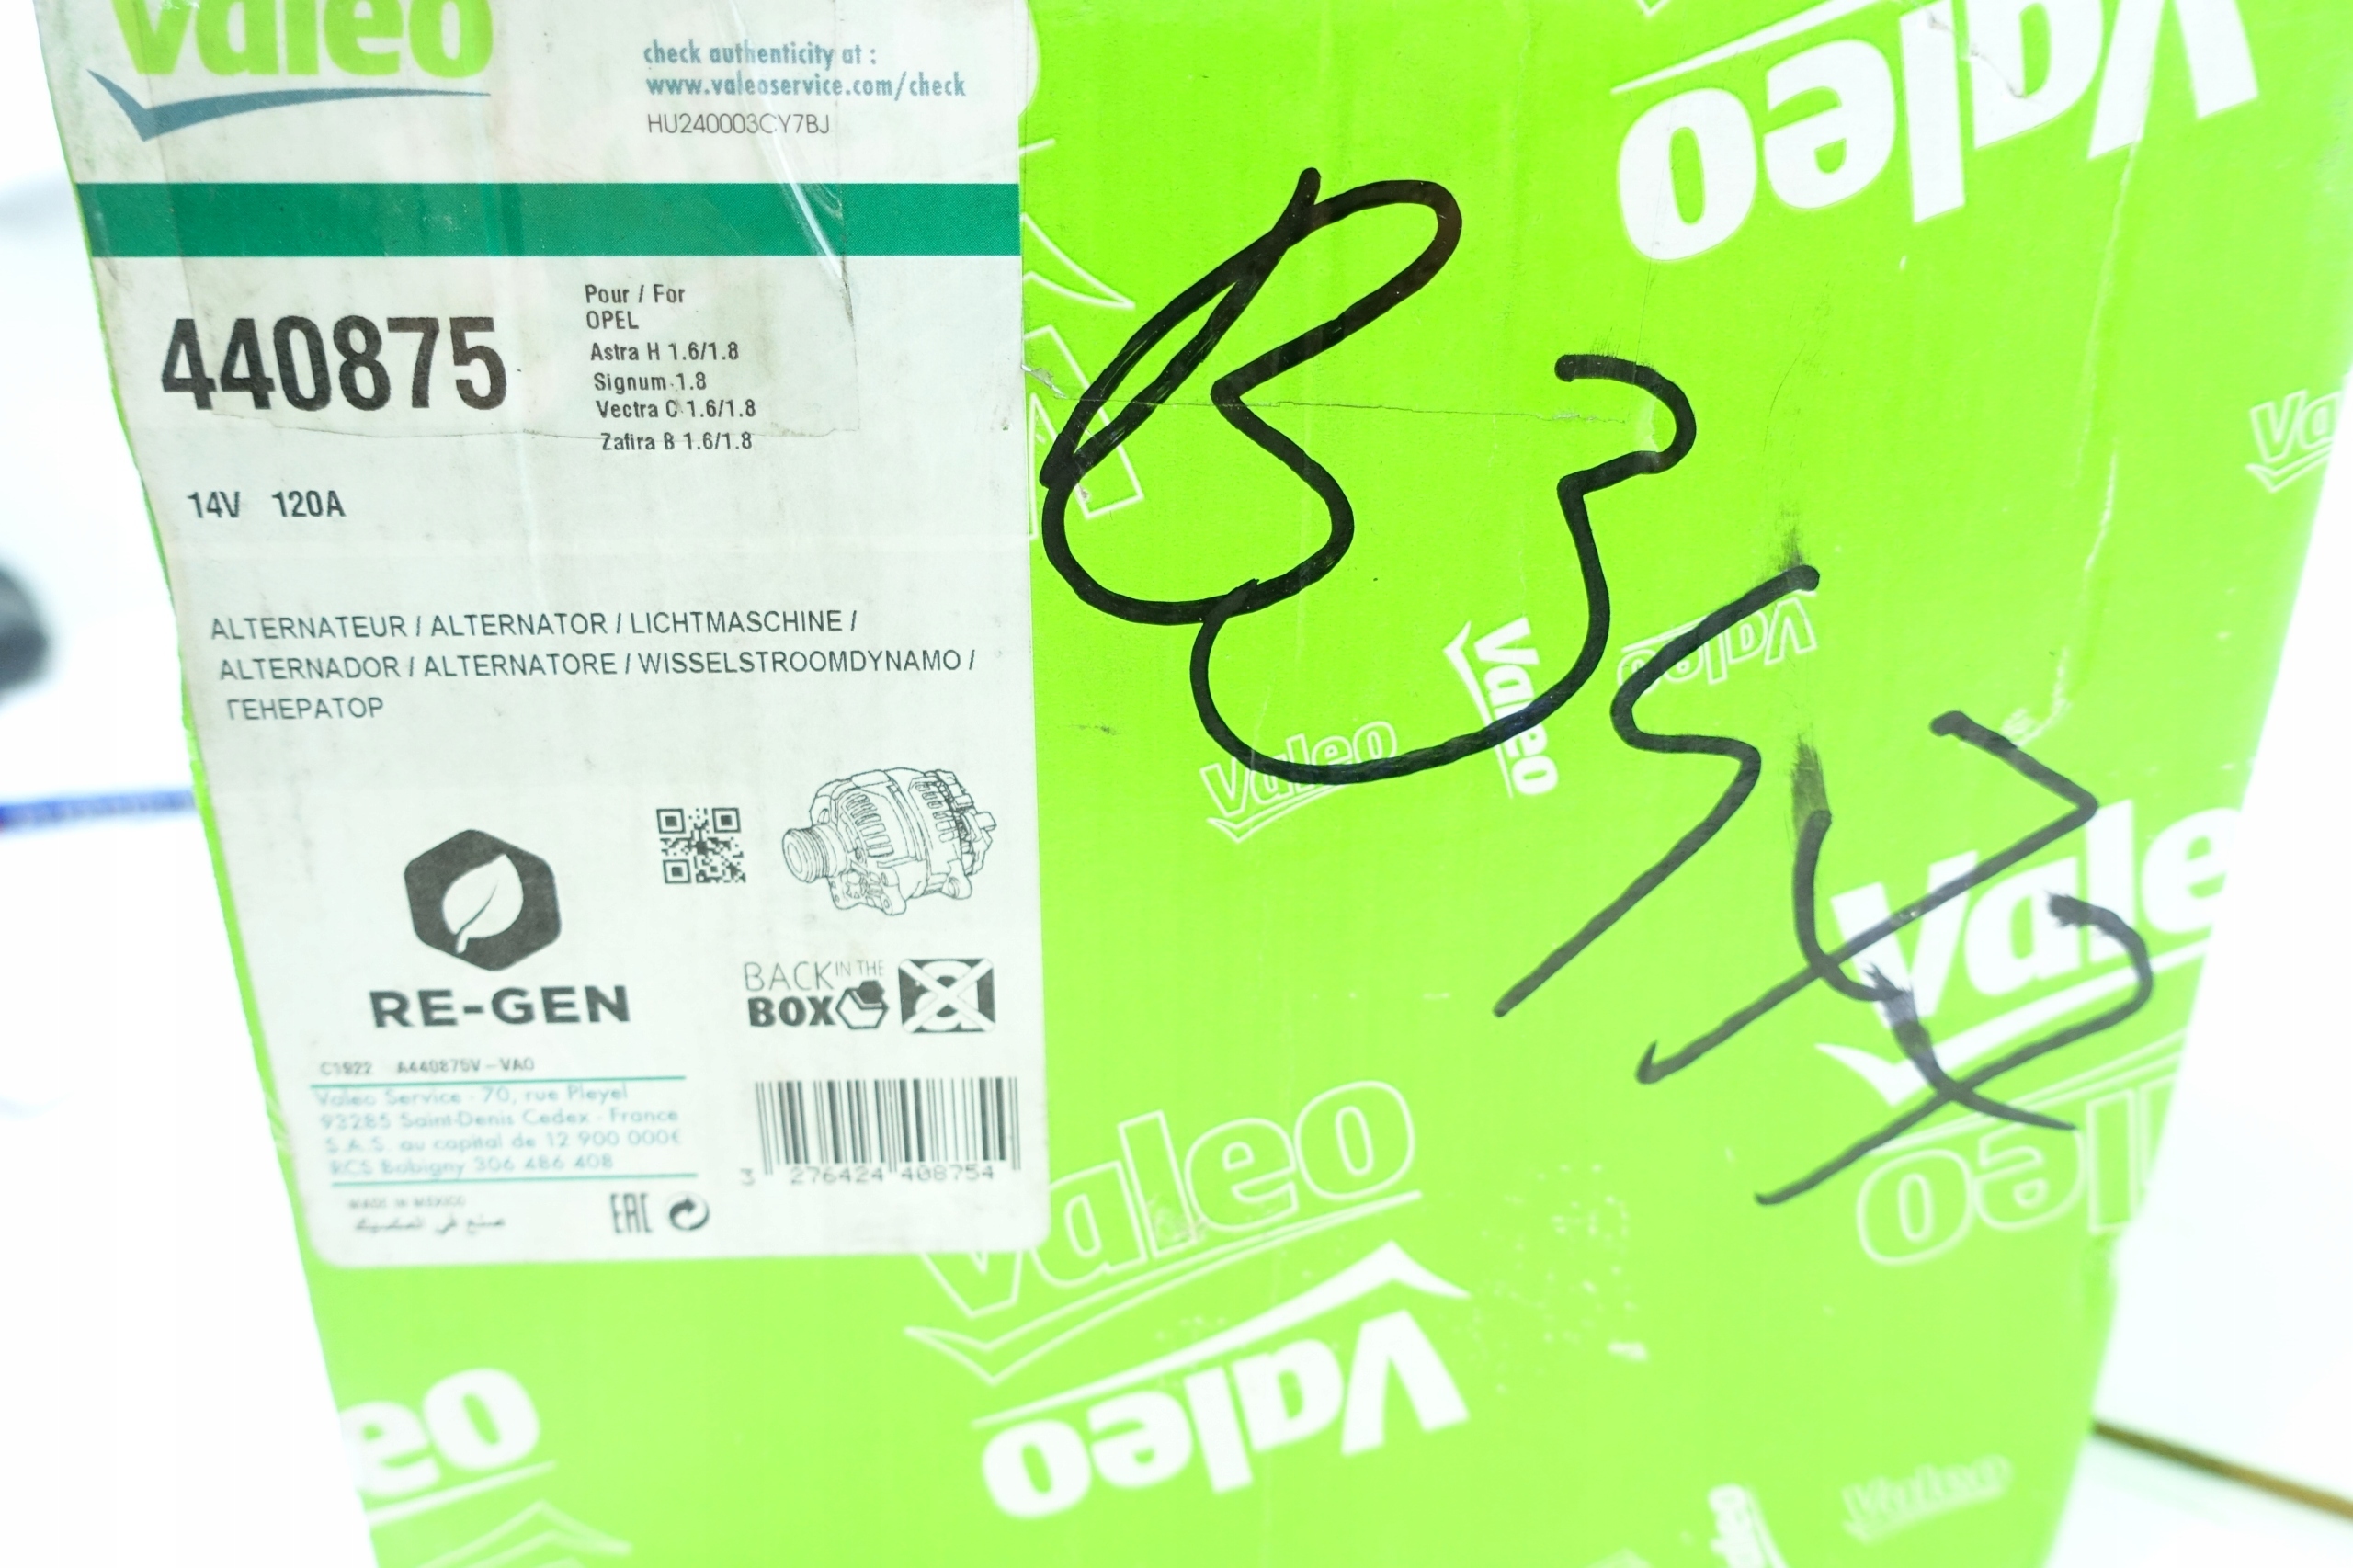 valeo
check authenticity at :
www.valeoservice.com/check
HU240003CY7BJ
440875
Pour / For
OPEL
Astra H 1.6/1.8
Signum 1.8
Vectra C 1.6/1.8
Zafira B 1.6/1.8
14V 120A
ALTERNATEUR / ALTERNATOR / LICHTMASCHINE /
ALTERNADOR / ALTERNATORE / WISSELSTROOMDYNAMO /
ГЕНЕРАТОР
RE-GEN
BACK IN THE
BOX
C1922 A440875V-VAO
Valeo Service - 70, rue Pleyel
93285 Saint-Denis Cedex - France
S.A.S. au capital de 12 900 000€
RCS Bobigny 306 486 408
MADE IN MEXICO
صنع في المكسيك
EAC
3 276424 408754
Valeo
Valeo
Valeo
Valeo
Valeo
Valeo
Valeo
Valeo